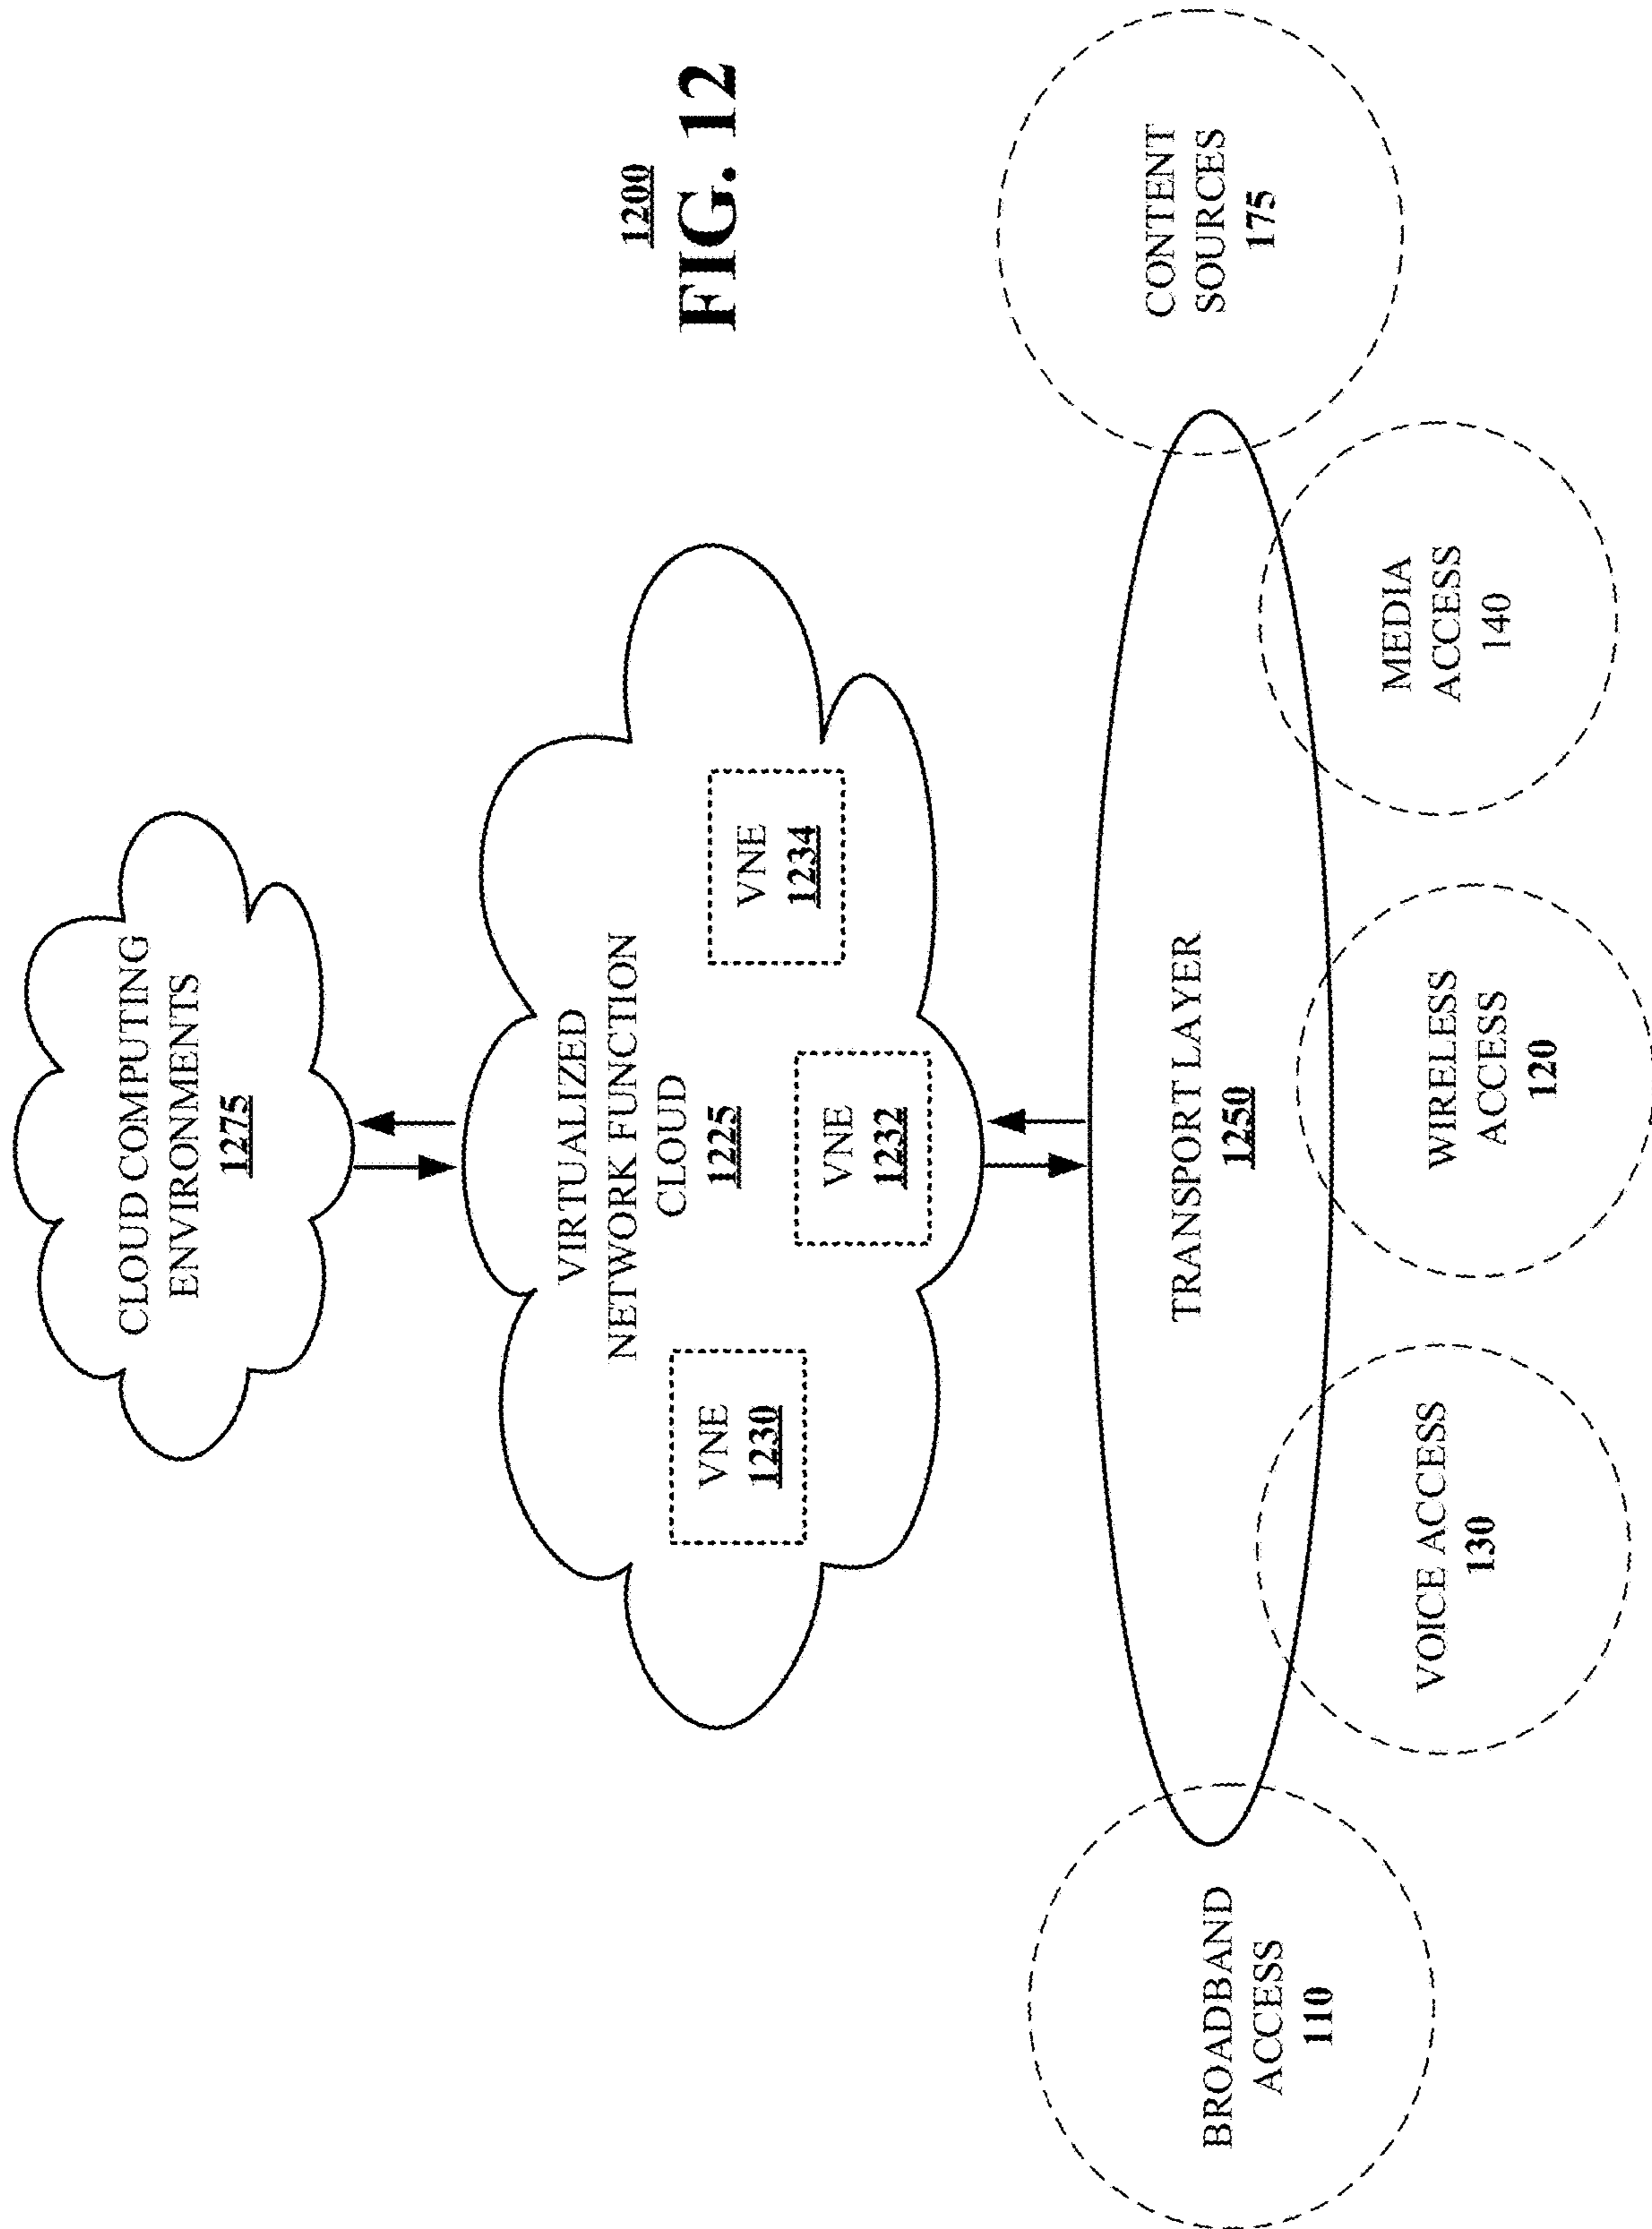 CLOUD COMPUTING
ENVIRONMENTS
1275
VIRTUALIZED
NETWORK FUNCTION
CLOUD
1225
VNE
1230
VNE
1232
VNE
1234
1200
FIG. 12
TRANSPORT LAYER
1250
BROADBAND
ACCESS
110
VOICE ACCESS
130
WIRELESS
ACCESS
120
MEDIA
ACCESS
140
CONTENT
SOURCES
175